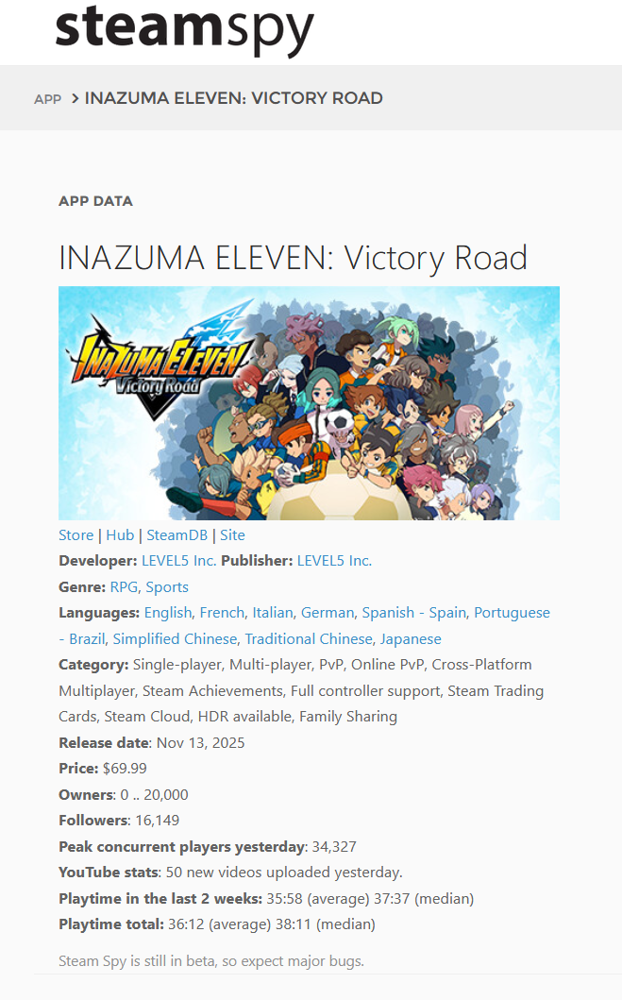 steamspy
APP > INAZUMA ELEVEN: VICTORY ROAD
APP DATA
INAZUMA ELEVEN: Victory Road
INAZUMA ELEVEN
Victory Road
Store | Hub | SteamDB | Site
Developer: LEVEL5 Inc. Publisher: LEVEL5 Inc.
Genre: RPG, Sports
Languages: English, French, Italian, German, Spanish - Spain, Portuguese
- Brazil, Simplified Chinese, Traditional Chinese, Japanese
Category: Single-player, Multi-player, PvP, Online PvP, Cross-Platform
Multiplayer, Steam Achievements, Full controller support, Steam Trading
Cards, Steam Cloud, HDR available, Family Sharing
Release date: Nov 13, 2025
Price: $69.99
Owners: 0 .. 20,000
Followers: 16,149
Peak concurrent players yesterday: 34,327
YouTube stats: 50 new videos uploaded yesterday.
Playtime in the last 2 weeks: 35:58 (average) 37:37 (median)
Playtime total: 36:12 (average) 38:11 (median)
Steam Spy is still in beta, so expect major bugs.